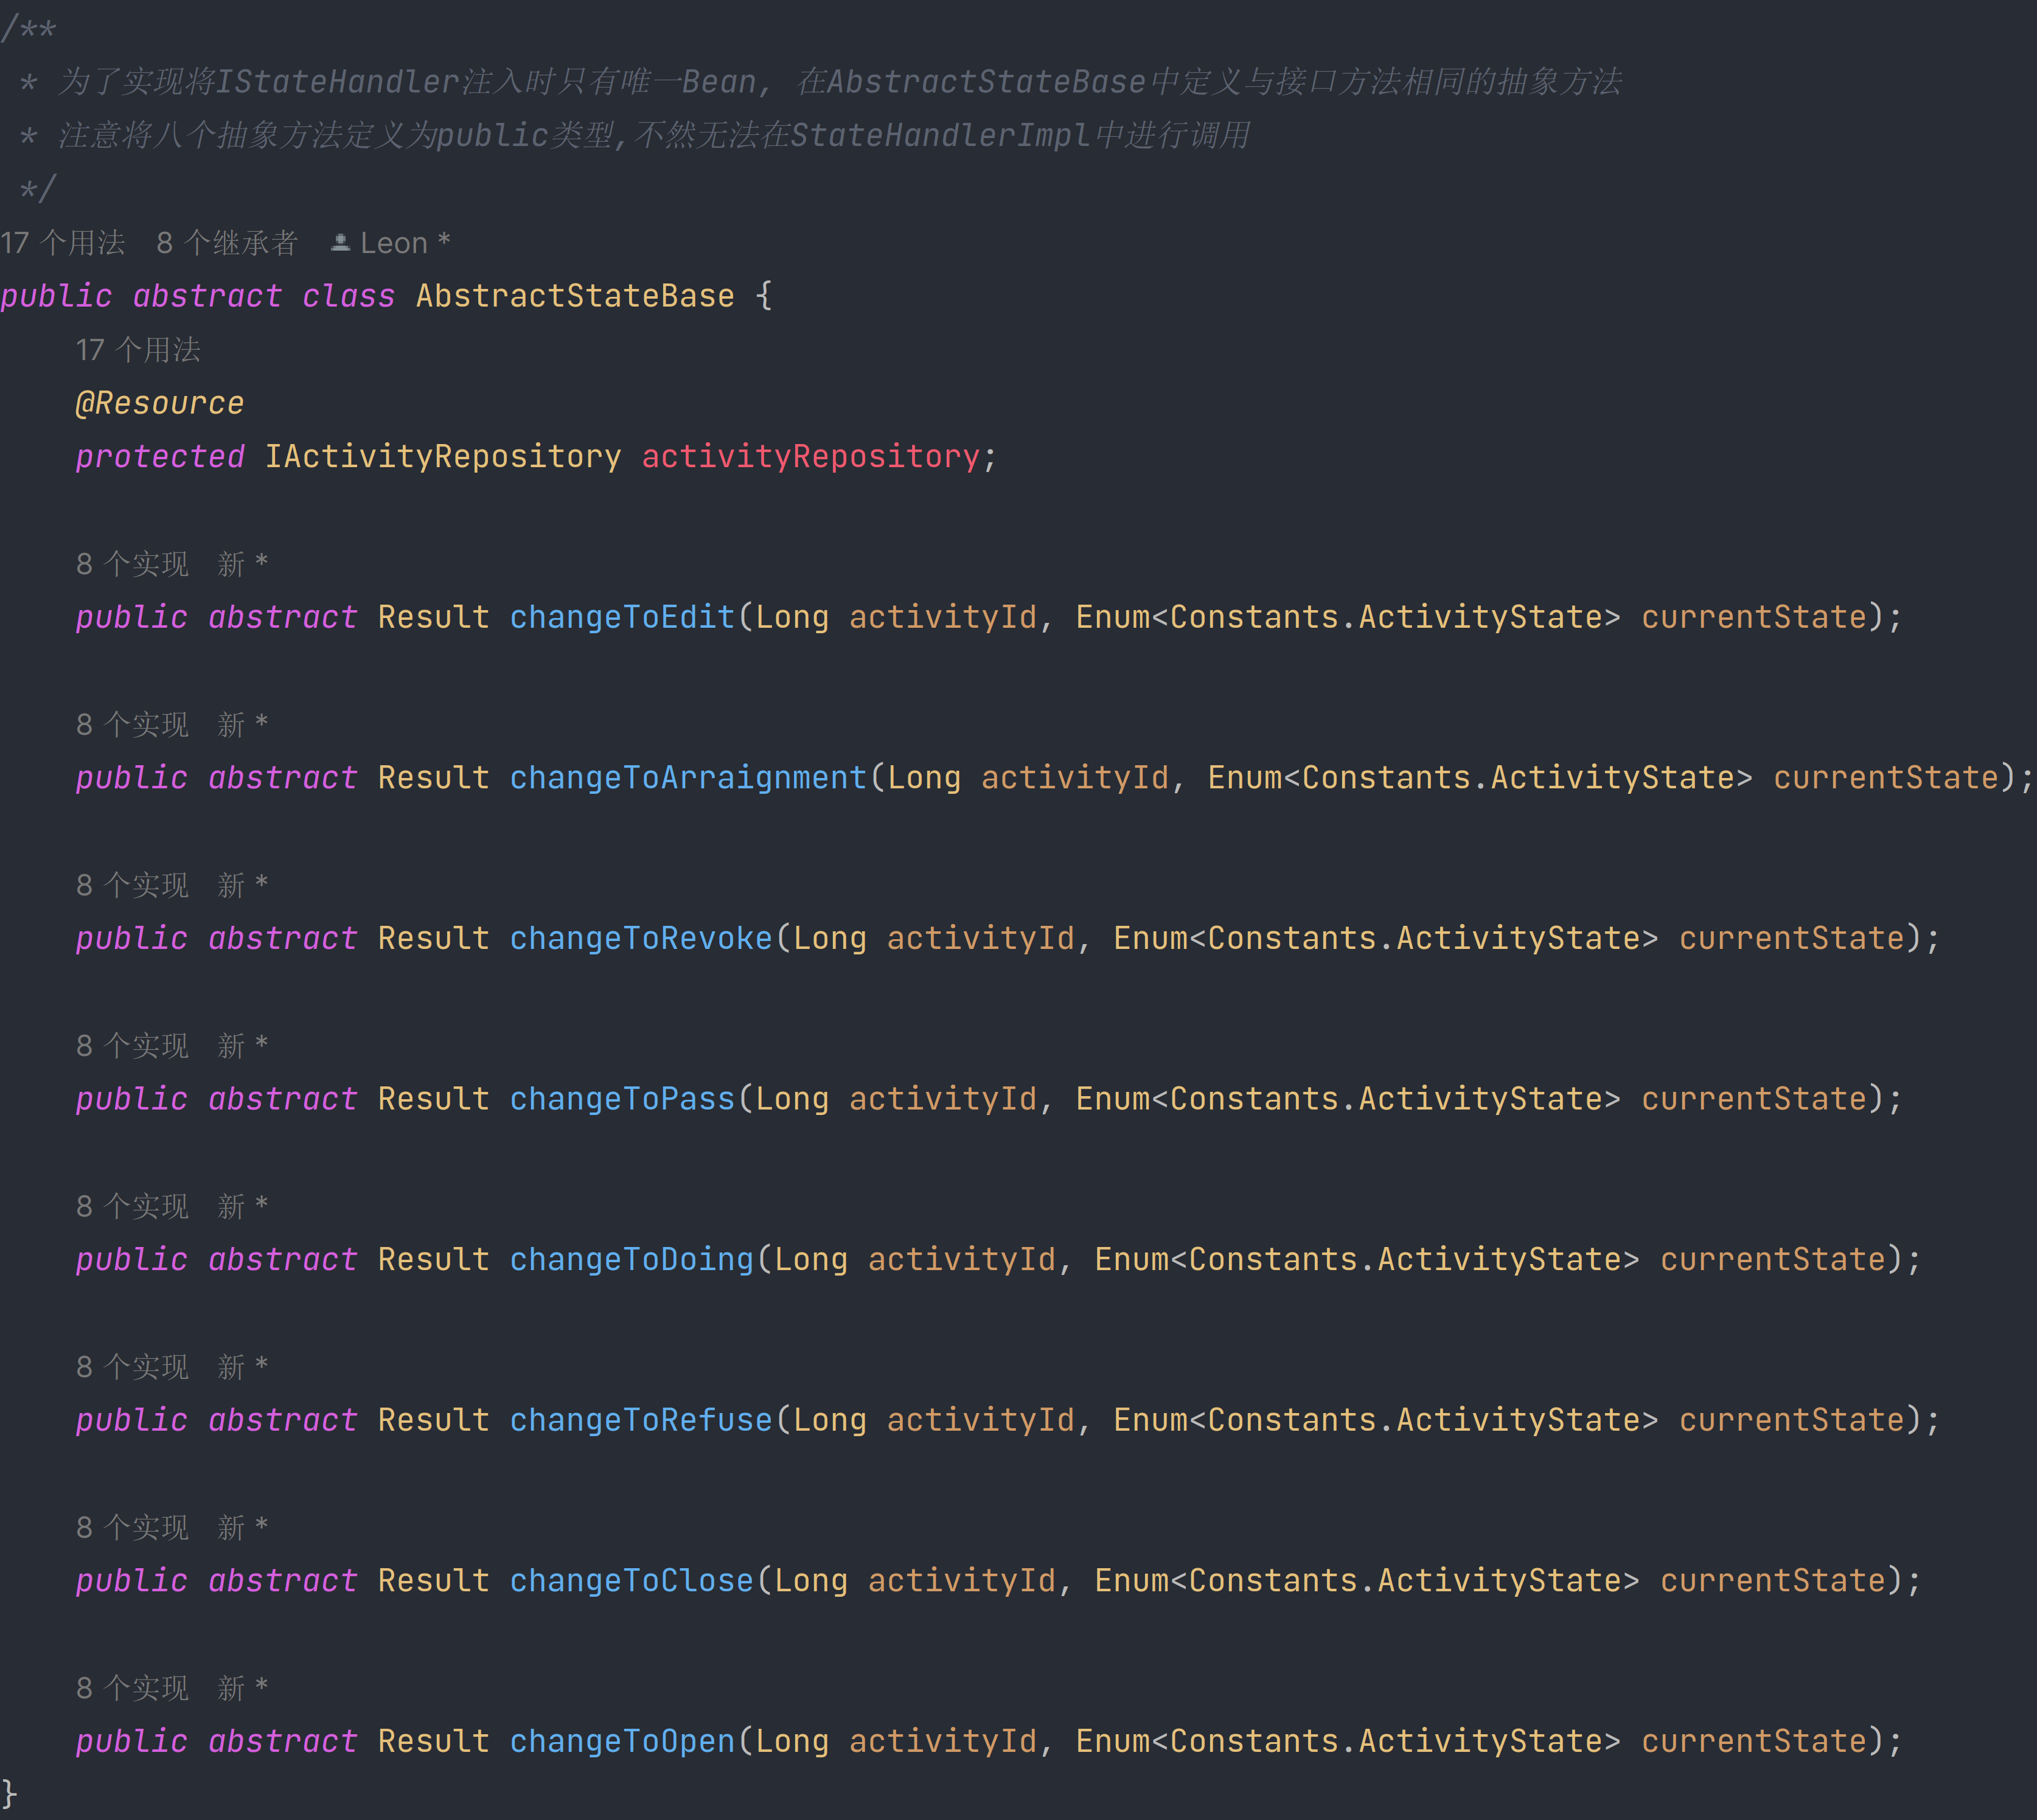 /**
 * 为了实现将IStateHandler注入时只有唯一Bean, 在AbstractStateBase中定义与接口方法相同的抽象方法
 * 注意将八个抽象方法定义为public类型,不然无法在StateHandlerImpl中进行调用
 */
17 个用法 8 个继承者 Leon *
public abstract class AbstractStateBase {
17 个用法
@Resource
protected IActivityRepository activityRepository;
8 个实现 新 *
public abstract Result changeToEdit(Long activityId, Enum<Constants.ActivityState> currentState);
8 个实现 新 *
public abstract Result changeToArraignment(Long activityId, Enum<Constants.ActivityState> currentState);
8 个实现 新 *
public abstract Result changeToRevoke(Long activityId, Enum<Constants.ActivityState> currentState);
8 个实现 新 *
public abstract Result changeToPass(Long activityId, Enum<Constants.ActivityState> currentState);
8 个实现 新 *
public abstract Result changeToDoing(Long activityId, Enum<Constants.ActivityState> currentState);
8 个实现 新 *
public abstract Result changeToRefuse(Long activityId, Enum<Constants.ActivityState> currentState);
8 个实现 新 *
public abstract Result changeToClose(Long activityId, Enum<Constants.ActivityState> currentState);
8 个实现 新 *
public abstract Result changeToOpen(Long activityId, Enum<Constants.ActivityState> currentState);
}